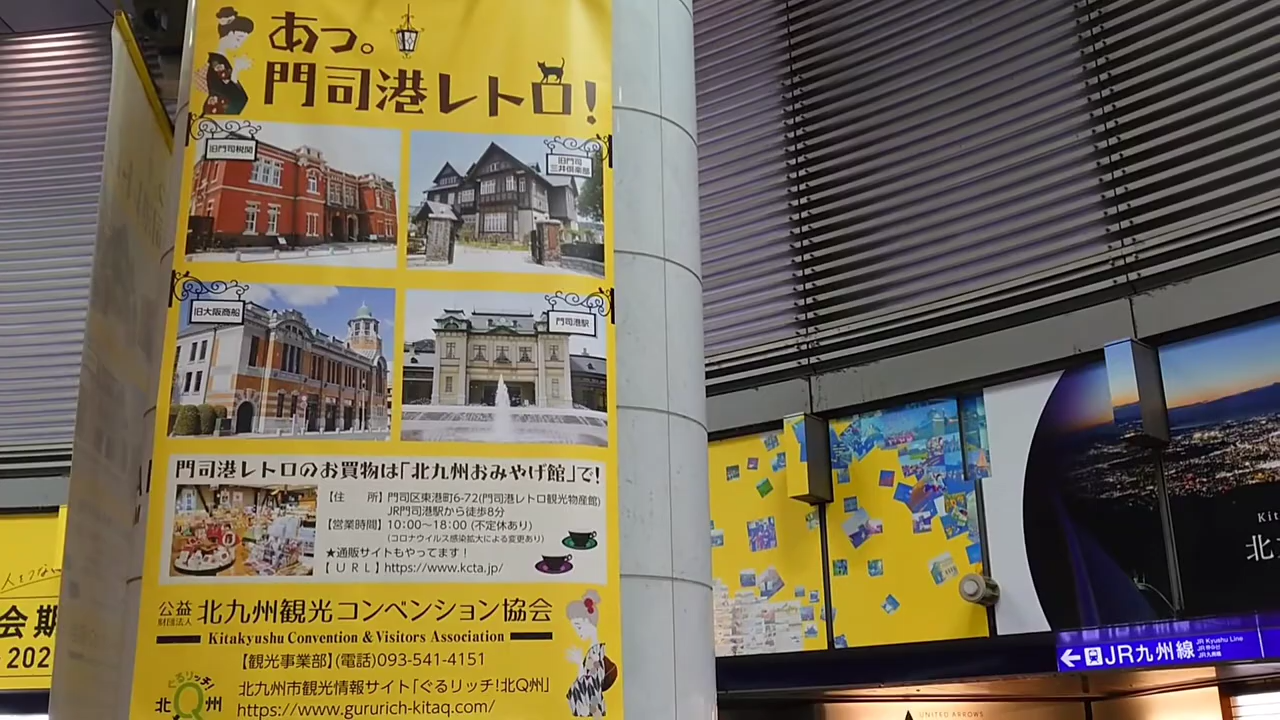 あっ。
門司港レトロ!
旧門司税関
旧門司
三井倶楽部
旧大阪商船
門司港駅
門司港レトロのお買物は「北九州おみやげ館」で!
【住　所】門司区東港町6-72(門司港レトロ観光物産館)
JR門司港駅から徒歩8分
【営業時間】10:00〜18:00 (不定休あり)
(コロナウイルス感染拡大による変更あり)
★通販サイトもやってます!
【URL】https://www.kcta.jp/
公益
財団法人
北九州観光コンベンション協会
Kitakyushu Convention & Visitors Association
【観光事業部】(電話)093-541-4151
ぐるリッチ!
北Q州
北九州市観光情報サイト「ぐるリッチ!北Q州」
https://www.gururich-kitaq.com/
会期
202
Kit
北
←JR九州線
JR Kyushu Line
UNITED ARROWS